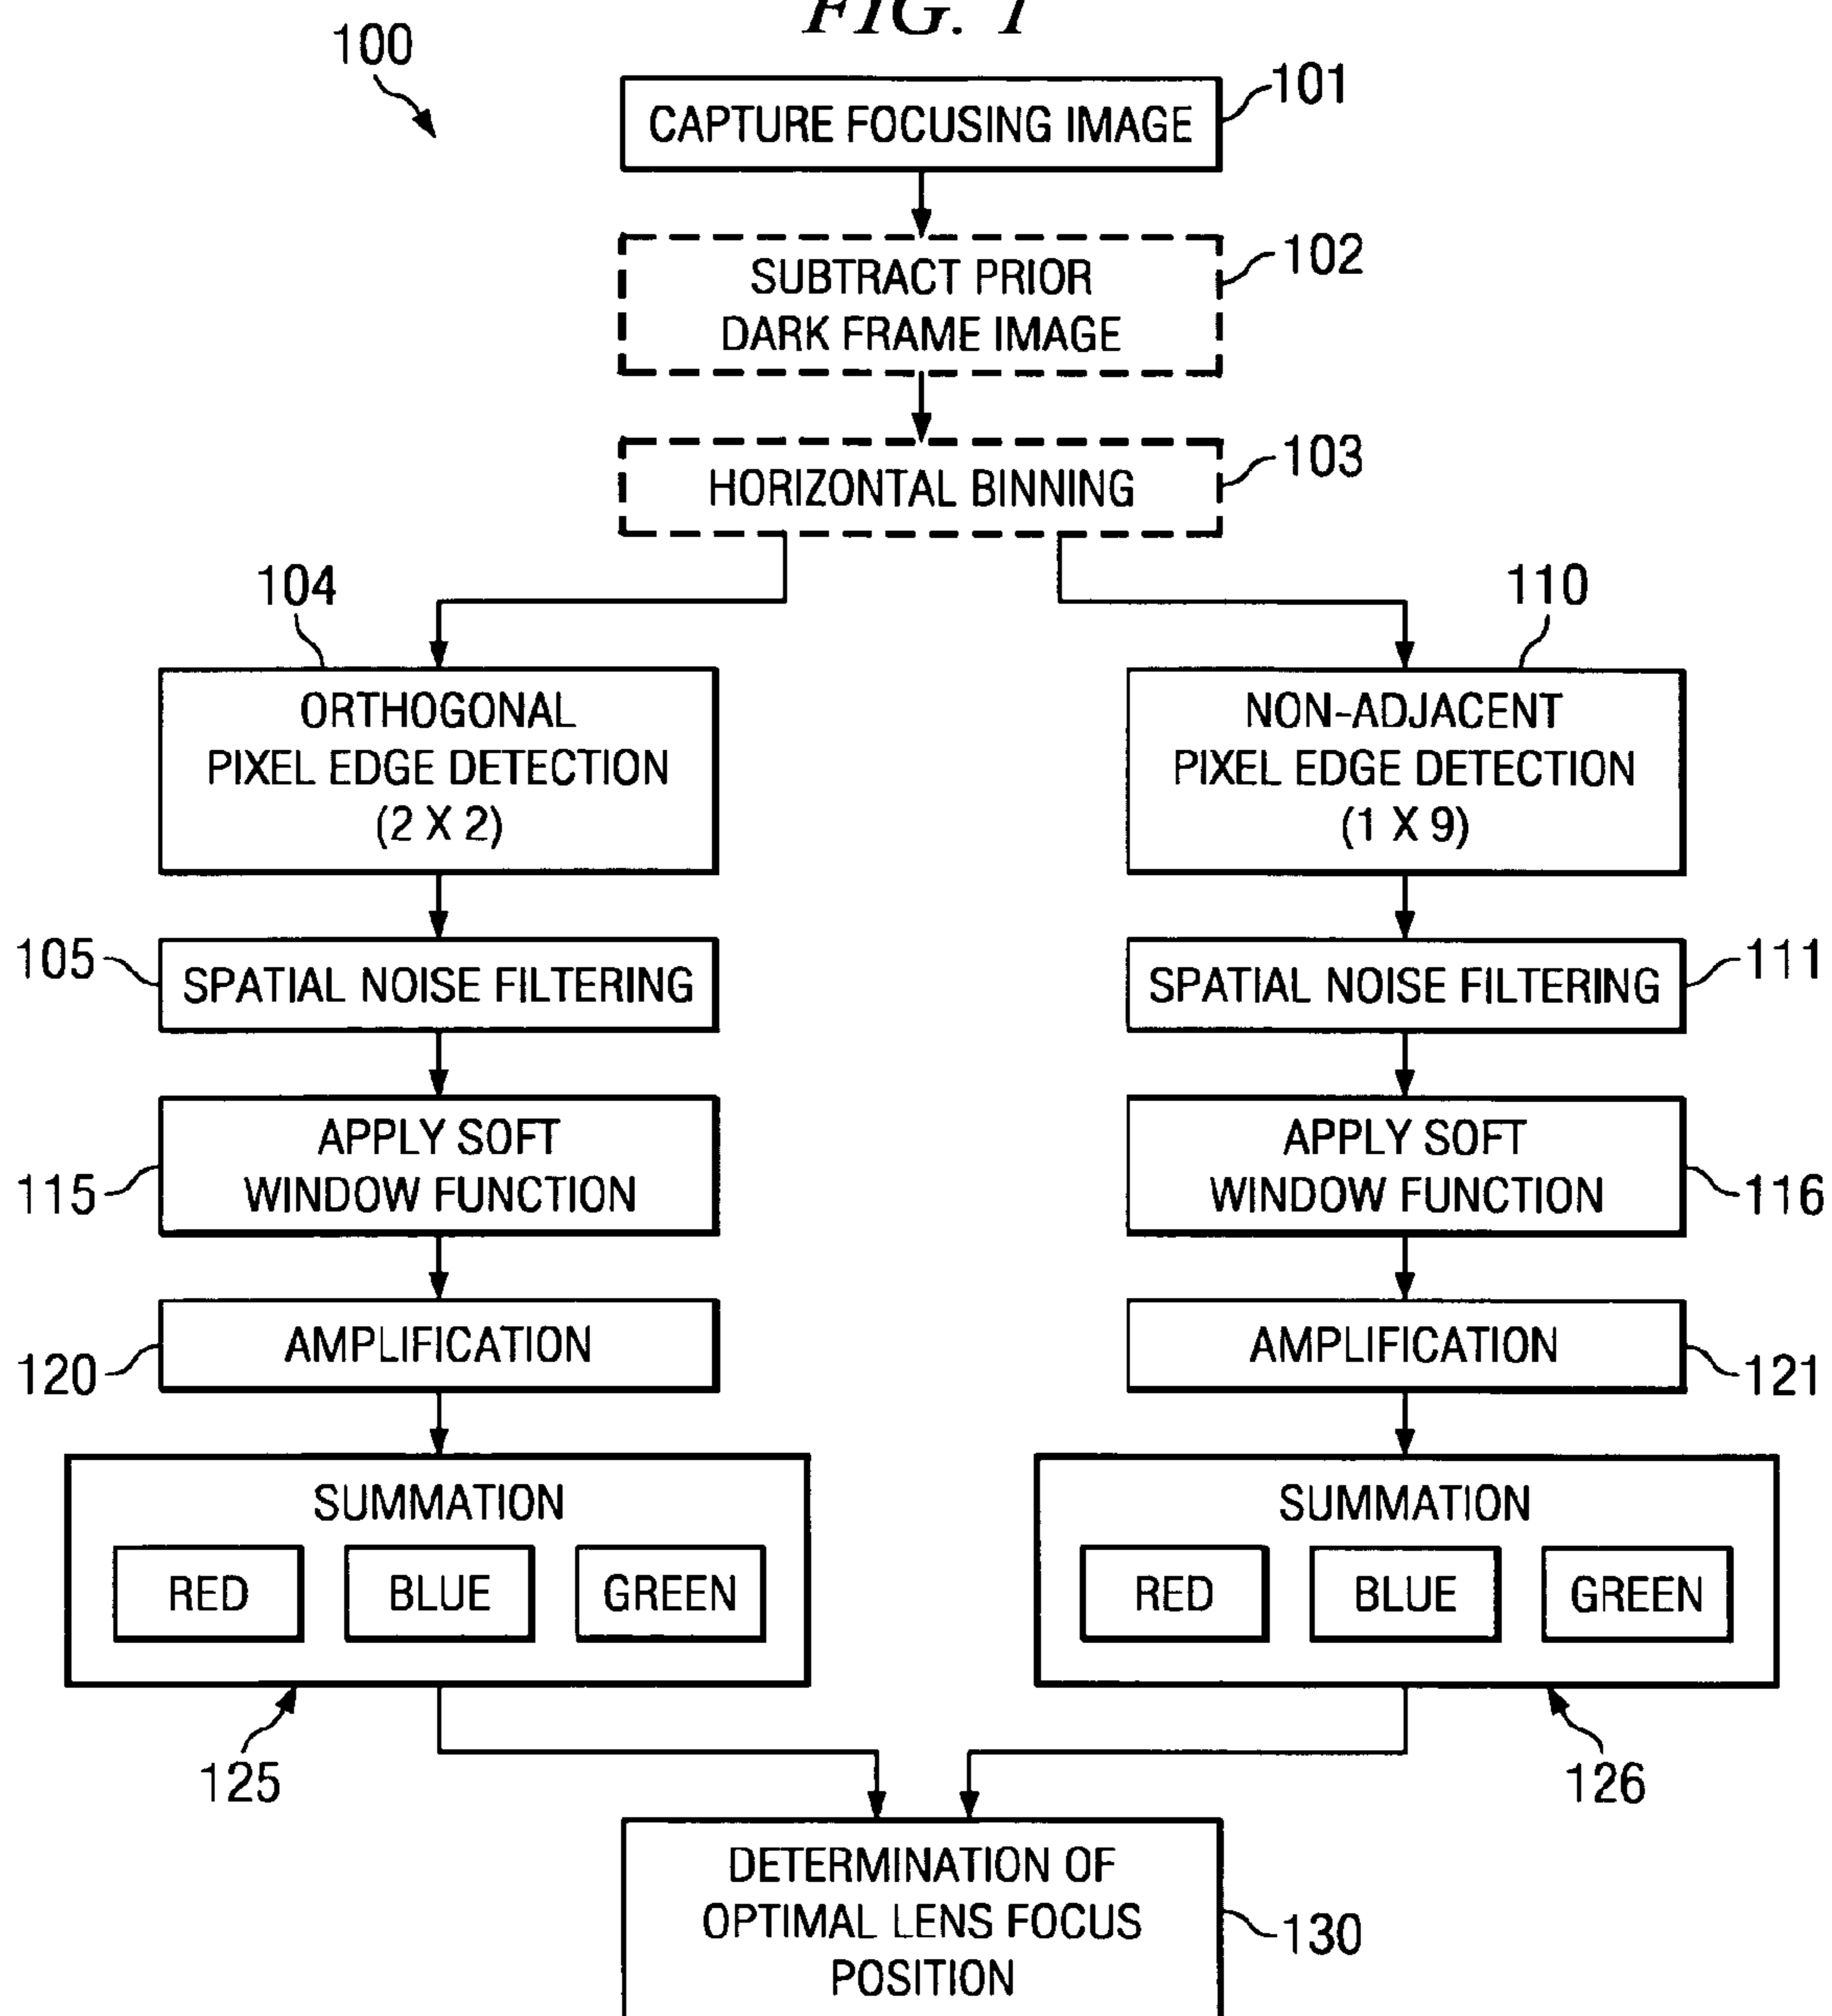 FIG. 1
100
CAPTURE FOCUSING IMAGE
101
SUBTRACT PRIOR
DARK FRAME IMAGE
102
HORIZONTAL BINNING
103
104
ORTHOGONAL
PIXEL EDGE DETECTION
(2 X 2)
110
NON-ADJACENT
PIXEL EDGE DETECTION
(1 X 9)
105
SPATIAL NOISE FILTERING
SPATIAL NOISE FILTERING
111
APPLY SOFT
WINDOW FUNCTION
115
APPLY SOFT
WINDOW FUNCTION
116
AMPLIFICATION
120
AMPLIFICATION
121
SUMMATION
RED
BLUE
GREEN
125
SUMMATION
RED
BLUE
GREEN
126
DETERMINATION OF
OPTIMAL LENS FOCUS
POSITION
130